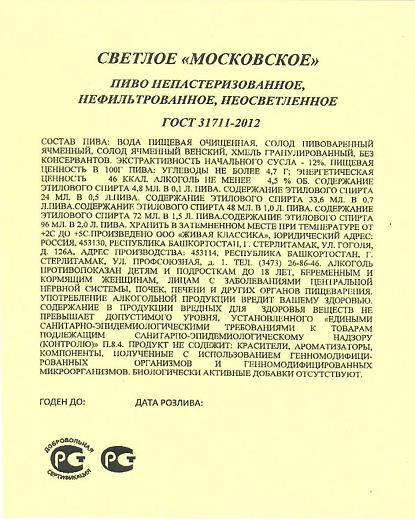 СВЕТЛОЕ «МОСКОВСКОЕ»
ПИВО НЕПАСТЕРИЗОВАННОЕ,
НЕФИЛЬТРОВАННОЕ, НЕОСВЕТЛЕННОЕ
ГОСТ 31711-2012
СОСТАВ ПИВА: ВОДА ПИЩЕВАЯ ОЧИЩЕННАЯ, СОЛОД ПИВОВАРЕННЫЙ
ЯЧМЕННЫЙ, СОЛОД ЯЧМЕННЫЙ ВЕНСКИЙ, ХМЕЛЬ ГРАНУЛИРОВАННЫЙ, БЕЗ
КОНСЕРВАНТОВ. ЭКСТРАКТИВНОСТЬ НАЧАЛЬНОГО СУСЛА - 12%. ПИЩЕВАЯ
ЦЕННОСТЬ В 100Г ПИВА: УГЛЕВОДЫ НЕ БОЛЕЕ 4,7 Г; ЭНЕРГЕТИЧЕСКАЯ
ЦЕННОСТЬ 46 ККАЛ. АЛКОГОЛЬ НЕ МЕНЕЕ 4,5 % ОБ. СОДЕРЖАНИЕ
ЭТИЛОВОГО СПИРТА 4,8 МЛ. В 0,1 Л. ПИВА. СОДЕРЖАНИЕ ЭТИЛОВОГО СПИРТА
24 МЛ. В 0,5 Л.ПИВА. СОДЕРЖАНИЕ ЭТИЛОВОГО СПИРТА 33,6 МЛ. В 0,7
Л.ПИВА.СОДЕРЖАНИЕ ЭТИЛОВОГО СПИРТА 48 МЛ. В 1,0 Л. ПИВА. СОДЕРЖАНИЕ
ЭТИЛОВОГО СПИРТА 72 МЛ. В 1,5 Л. ПИВА.СОДЕРЖАНИЕ ЭТИЛОВОГО СПИРТА
96 МЛ. В 2,0 Л. ПИВА. ХРАНИТЬ В ЗАТЕМНЕННОМ МЕСТЕ ПРИ ТЕМПЕРАТУРЕ ОТ
+2С ДО +5С.ПРОИЗВЕДЕНО ООО «ЖИВАЯ КЛАССИКА», ЮРИДИЧЕСКИЙ АДРЕС:
РОССИЯ, 453130, РЕСПУБЛИКА БАШКОРТОСТАН, Г. СТЕРЛИТАМАК, УЛ. ГОГОЛЯ,
Д. 126А, АДРЕС ПРОИЗВОДСТВА: 453114, РЕСПУБЛИКА БАШКОРТОСТАН, Г.
СТЕРЛИТАМАК, УЛ. ПРОФСОЮЗНАЯ, д. 1. ТЕЛ. (3473) 26-86-46. АЛКОГОЛЬ
ПРОТИВОПОКАЗАН ДЕТЯМ И ПОДРОСТКАМ ДО 18 ЛЕТ, БЕРЕМЕННЫМ И
КОРМЯЩИМ ЖЕНЩИНАМ, ЛИЦАМ С ЗАБОЛЕВАНИЯМИ ЦЕНТРАЛЬНОЙ
НЕРВНОЙ СИСТЕМЫ, ПОЧЕК, ПЕЧЕНИ И ДРУГИХ ОРГАНОВ ПИЩЕВАРЕНИЯ.
УПОТРЕБЛЕНИЕ АЛКОГОЛЬНОЙ ПРОДУКЦИИ ВРЕДИТ ВАШЕМУ ЗДОРОВЬЮ.
СОДЕРЖАНИЕ В ПРОДУКЦИИ ВРЕДНЫХ ДЛЯ ЗДОРОВЬЯ ВЕЩЕСТВ НЕ
ПРЕВЫШАЕТ ДОПУСТИМОГО УРОВНЯ, УСТАНОВЛЕННОГО «ЕДИНЫМИ
САНИТАРНО-ЭПИДЕМИОЛОГИЧЕСКИМИ ТРЕБОВАНИЯМИ К ТОВАРАМ
ПОДЛЕЖАЩИМ САНИТАРНО-ЭПИДЕМИОЛОГИЧЕСКОМУ НАДЗОРУ
(КОНТРОЛЮ)» П.8.4. ПРОДУКТ НЕ СОДЕРЖИТ: КРАСИТЕЛИ, АРОМАТИЗАТОРЫ,
КОМПОНЕНТЫ, ПОЛУЧЕННЫЕ С ИСПОЛЬЗОВАНИЕМ ГЕННОМОДИФИЦИ-
РОВАННЫХ ОРГАНИЗМОВ И ГЕННОМОДИФИЦИРОВАННЫХ
МИКРООРГАНИЗМОВ. БИОЛОГИЧЕСКИ АКТИВНЫЕ ДОБАВКИ ОТСУТСТВУЮТ.
ГОДЕН ДО: ДАТА РОЗЛИВА:
ДОБРОВОЛЬНАЯ
СЕРТИФИКАЦИЯ